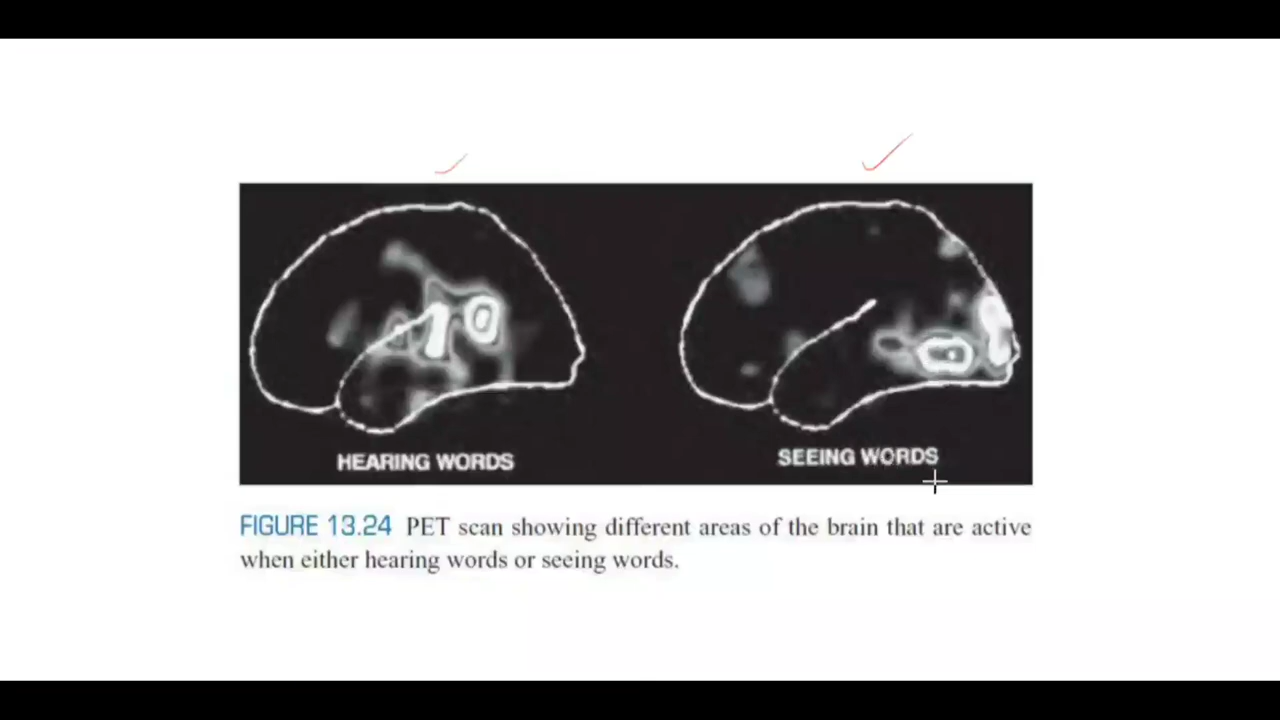 HEARING WORDS
SEEING WORDS
FIGURE 13.24 PET scan showing different areas of the brain that are active
when either hearing words or seeing words.